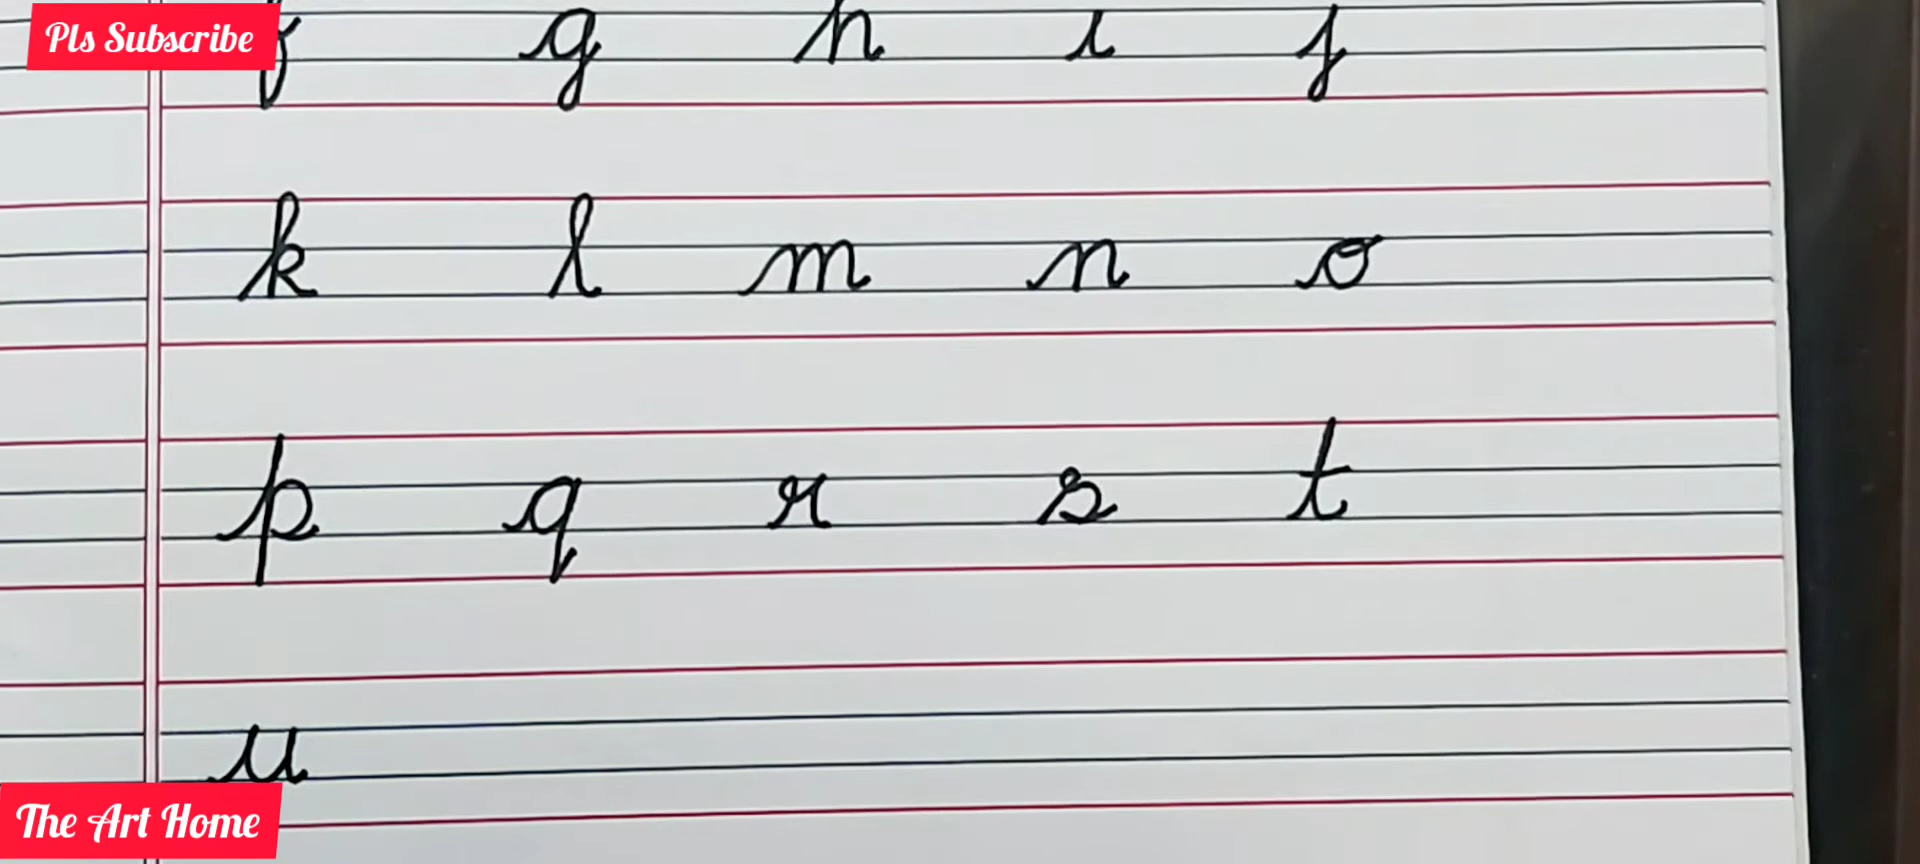 Pls Subscribe
f g h i j
k l m n o
p q r s t
u
The Art Home